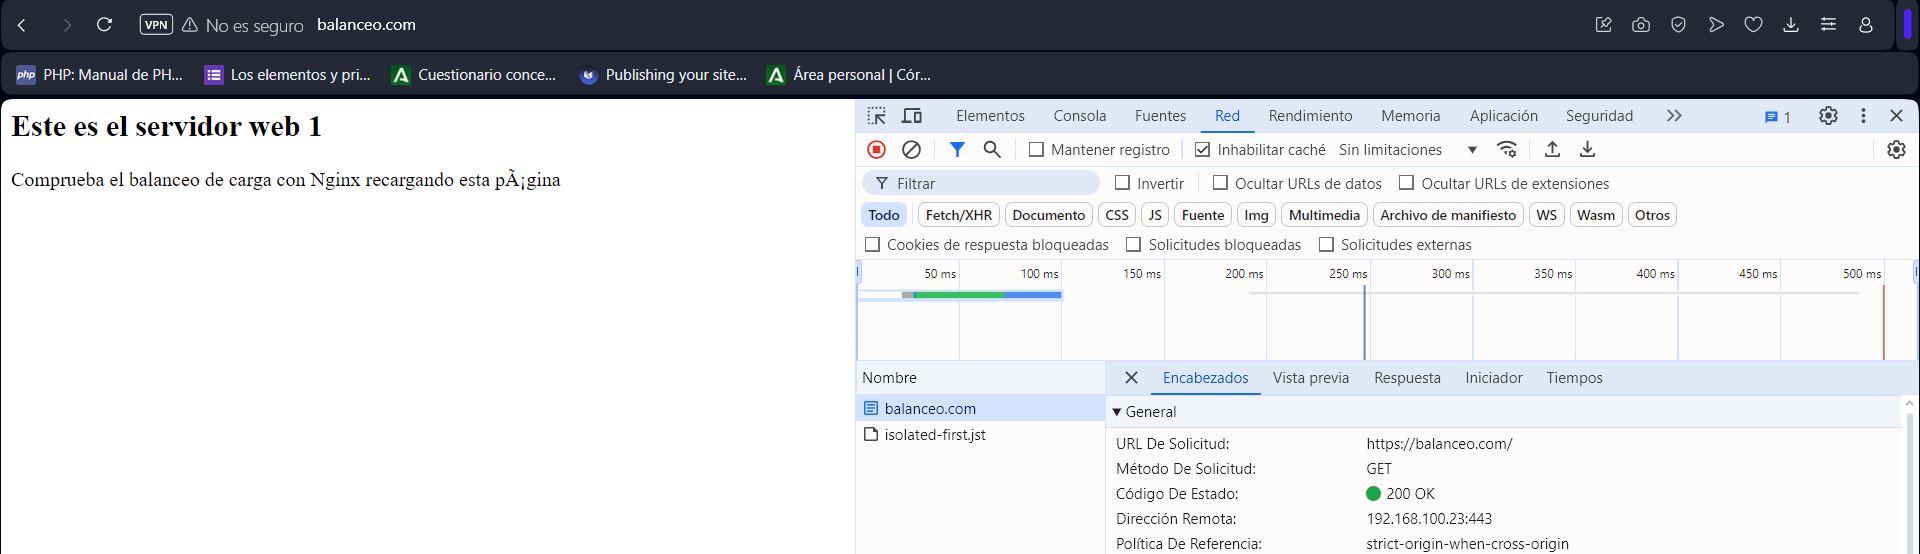 VPN No es seguro balanceo.com
php PHP: Manual de PH... Los elementos y pri... Cuestionario conce... Publishing your site... Área personal | Cór...
Este es el servidor web 1
Comprueba el balanceo de carga con Nginx recargando esta pÃ¡gina
Elementos Consola Fuentes Red Rendimiento Memoria Aplicación Seguridad 1
Mantener registro Inhabilitar caché Sin limitaciones
Filtrar Invertir Ocultar URLs de datos Ocultar URLs de extensiones
Todo Fetch/XHR Documento CSS JS Fuente Img Multimedia Archivo de manifiesto WS Wasm Otros
Cookies de respuesta bloqueadas Solicitudes bloqueadas Solicitudes externas
50 ms 100 ms 150 ms 200 ms 250 ms 300 ms 350 ms 400 ms 450 ms 500 ms
Nombre Encabezados Vista previa Respuesta Iniciador Tiempos
balanceo.com
isolated-first.jst
General
URL De Solicitud: https://balanceo.com/
Método De Solicitud: GET
Código De Estado: 200 OK
Dirección Remota: 192.168.100.23:443
Política De Referencia: strict-origin-when-cross-origin